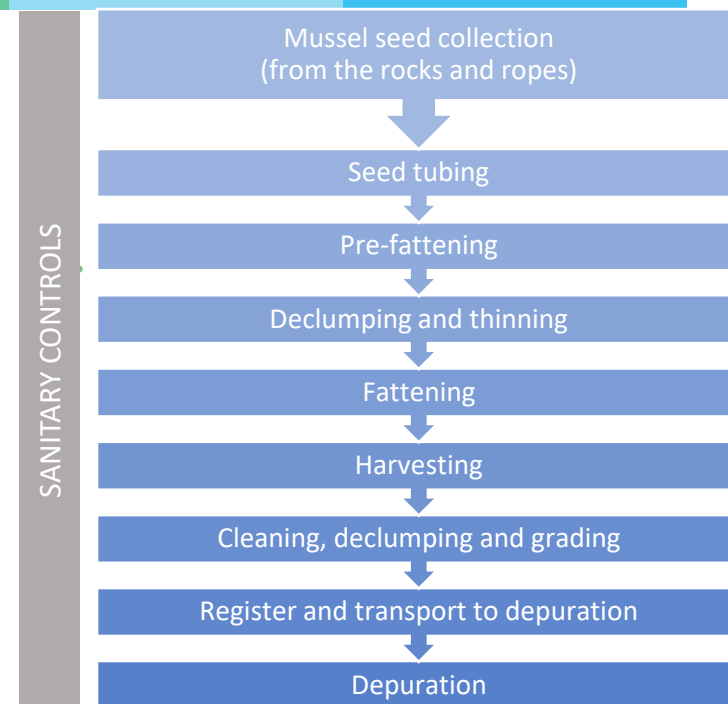 SANITARY CONTROLS
Mussel seed collection
(from the rocks and ropes)
Seed tubing
Pre-fattening
Declumping and thinning
Fattening
Harvesting
Cleaning, declumping and grading
Register and transport to depuration
Depuration